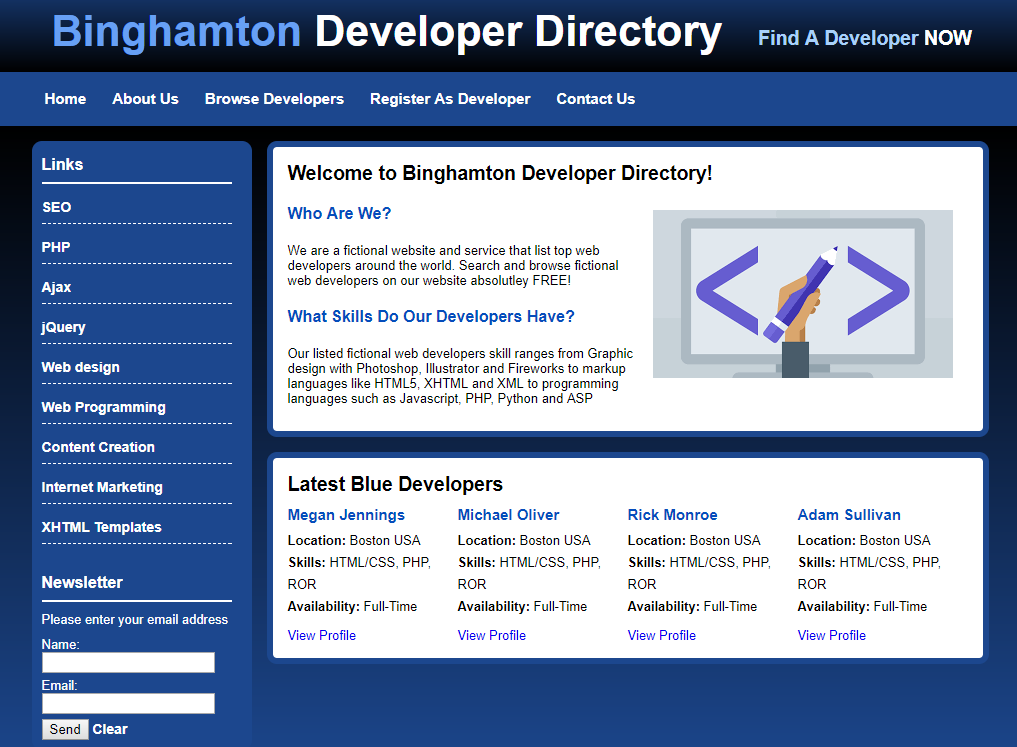 Binghamton Developer Directory
Find A Developer NOW
Home About Us Browse Developers Register As Developer Contact Us
Links
SEO
PHP
Ajax
jQuery
Web design
Web Programming
Content Creation
Internet Marketing
XHTML Templates
Newsletter
Please enter your email address
Name:
Email:
Send Clear
Welcome to Binghamton Developer Directory!
Who Are We?
We are a fictional website and service that list top web
developers around the world. Search and browse fictional
web developers on our website absolutley FREE!
What Skills Do Our Developers Have?
Our listed fictional web developers skill ranges from Graphic
design with Photoshop, Illustrator and Fireworks to markup
languages like HTML5, XHTML and XML to programming
languages such as Javascript, PHP, Python and ASP
Latest Blue Developers
Megan Jennings
Location: Boston USA
Skills: HTML/CSS, PHP,
ROR
Availability: Full-Time
View Profile
Michael Oliver
Location: Boston USA
Skills: HTML/CSS, PHP,
ROR
Availability: Full-Time
View Profile
Rick Monroe
Location: Boston USA
Skills: HTML/CSS, PHP,
ROR
Availability: Full-Time
View Profile
Adam Sullivan
Location: Boston USA
Skills: HTML/CSS, PHP,
ROR
Availability: Full-Time
View Profile